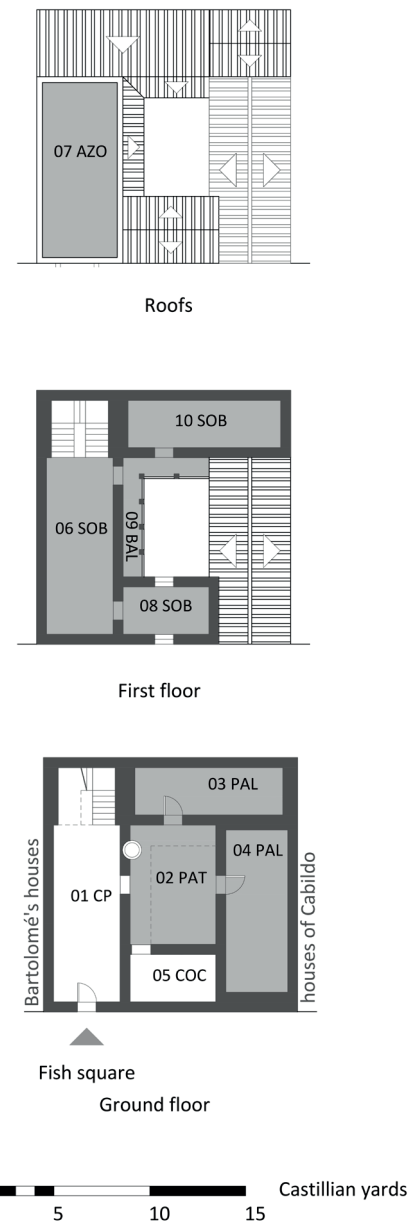 07 AZO
Roofs
10 SOB
06 SOB
09 BAL
08 SOB
First floor
03 PAL
04 PAL
02 PAT
01 CP
05 COC
Bartolomé's houses
houses of Cabildo
Fish square
Ground floor
Castillian yards
5 10 15